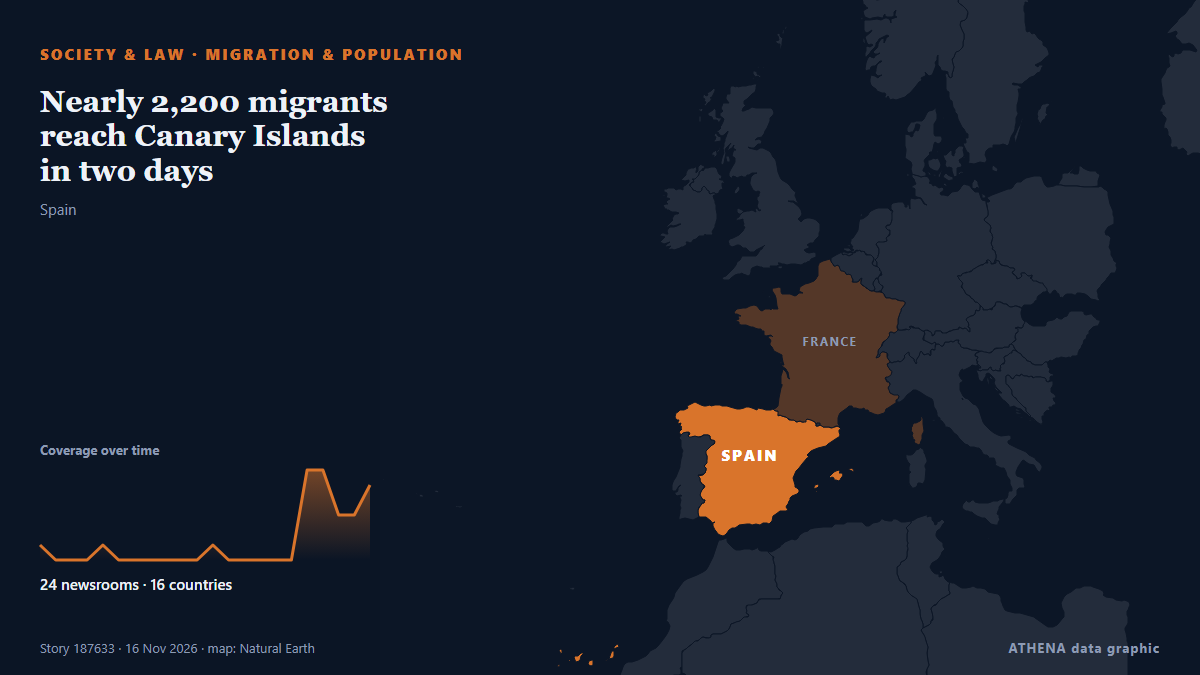 SOCIETY & LAW · MIGRATION & POPULATION
Nearly 2,200 migrants
reach Canary Islands
in two days
Spain
FRANCE
SPAIN
Coverage over time
24 newsrooms · 16 countries
Story 187633 · 16 Nov 2026 · map: Natural Earth
ATHENA data graphic